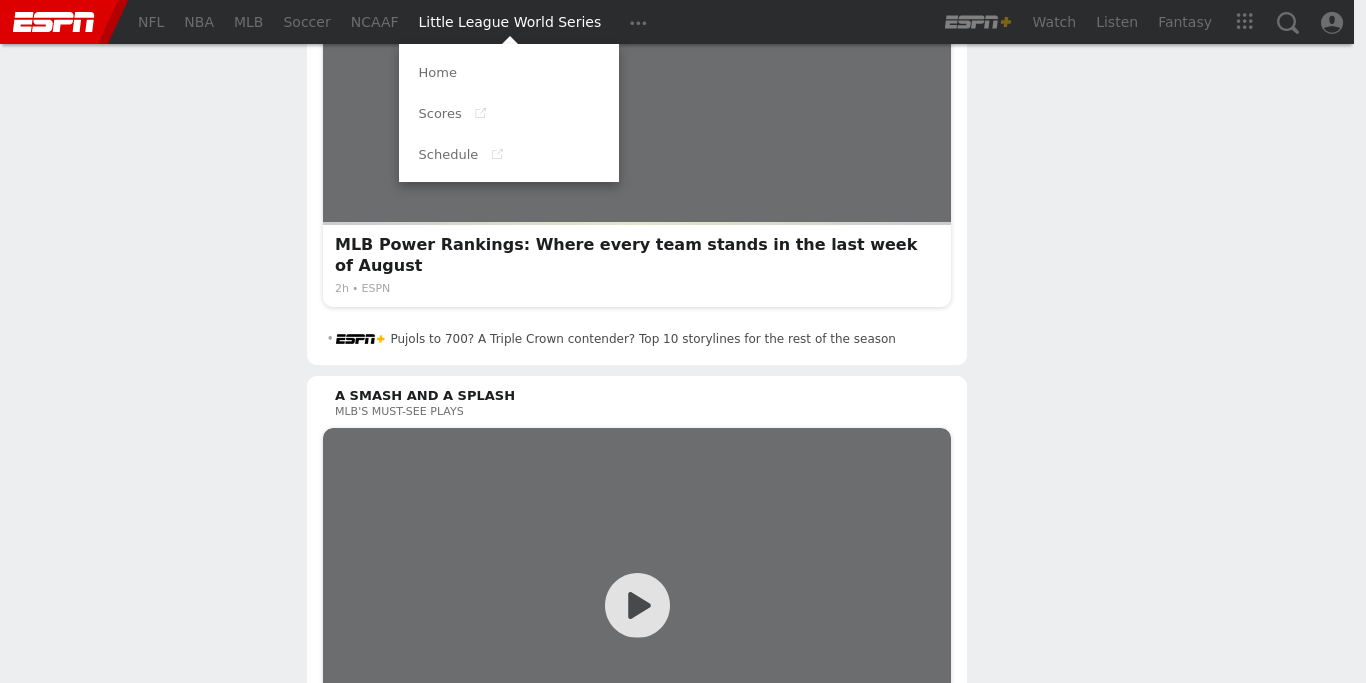 ESPN NFL NBA MLB Soccer NCAAF Little League World Series ESPN+ Watch Listen Fantasy
Home
Scores
Schedule
MLB Power Rankings: Where every team stands in the last week
of August
2h • ESPN
• ESPN+ Pujols to 700? A Triple Crown contender? Top 10 storylines for the rest of the season
A SMASH AND A SPLASH
MLB'S MUST-SEE PLAYS